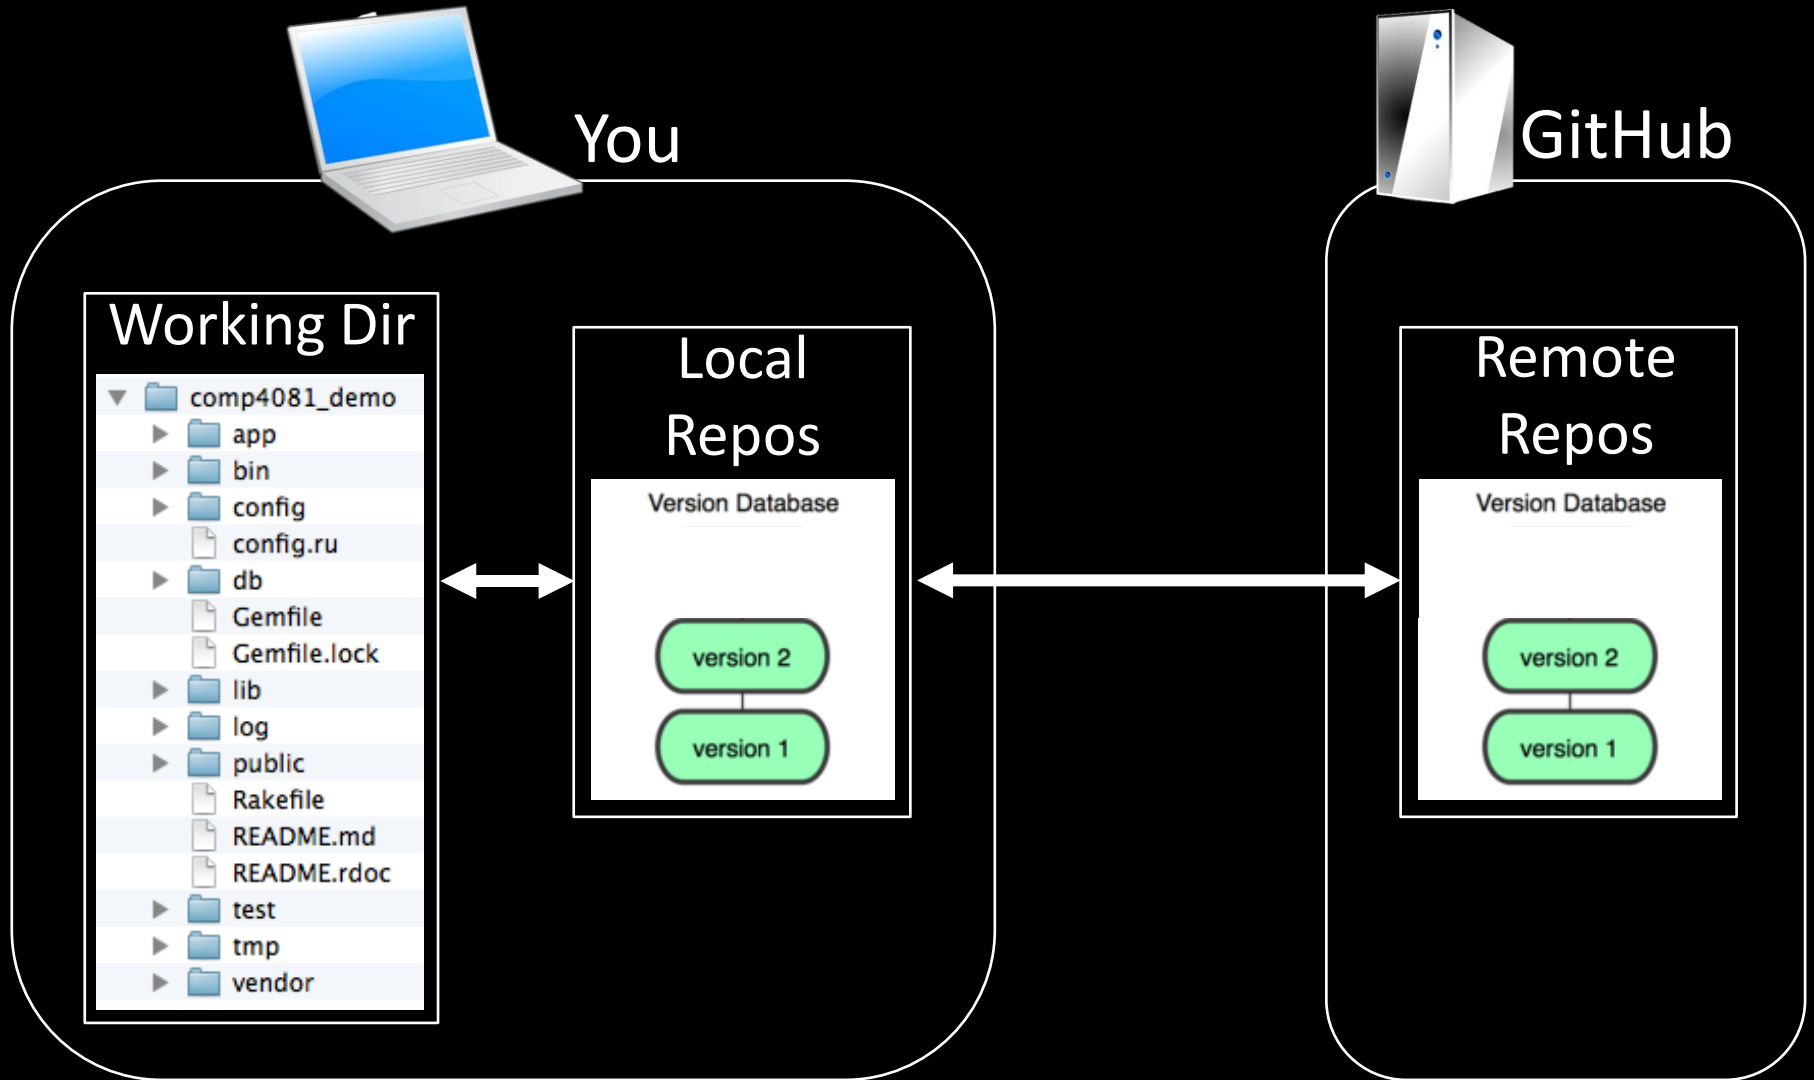 You
GitHub
Working Dir
comp4081_demo
app
bin
config
config.ru
db
Gemfile
Gemfile.lock
lib
log
public
Rakefile
README.md
README.rdoc
test
tmp
vendor
Local
Repos
Version Database
version 2
version 1
Remote
Repos
Version Database
version 2
version 1